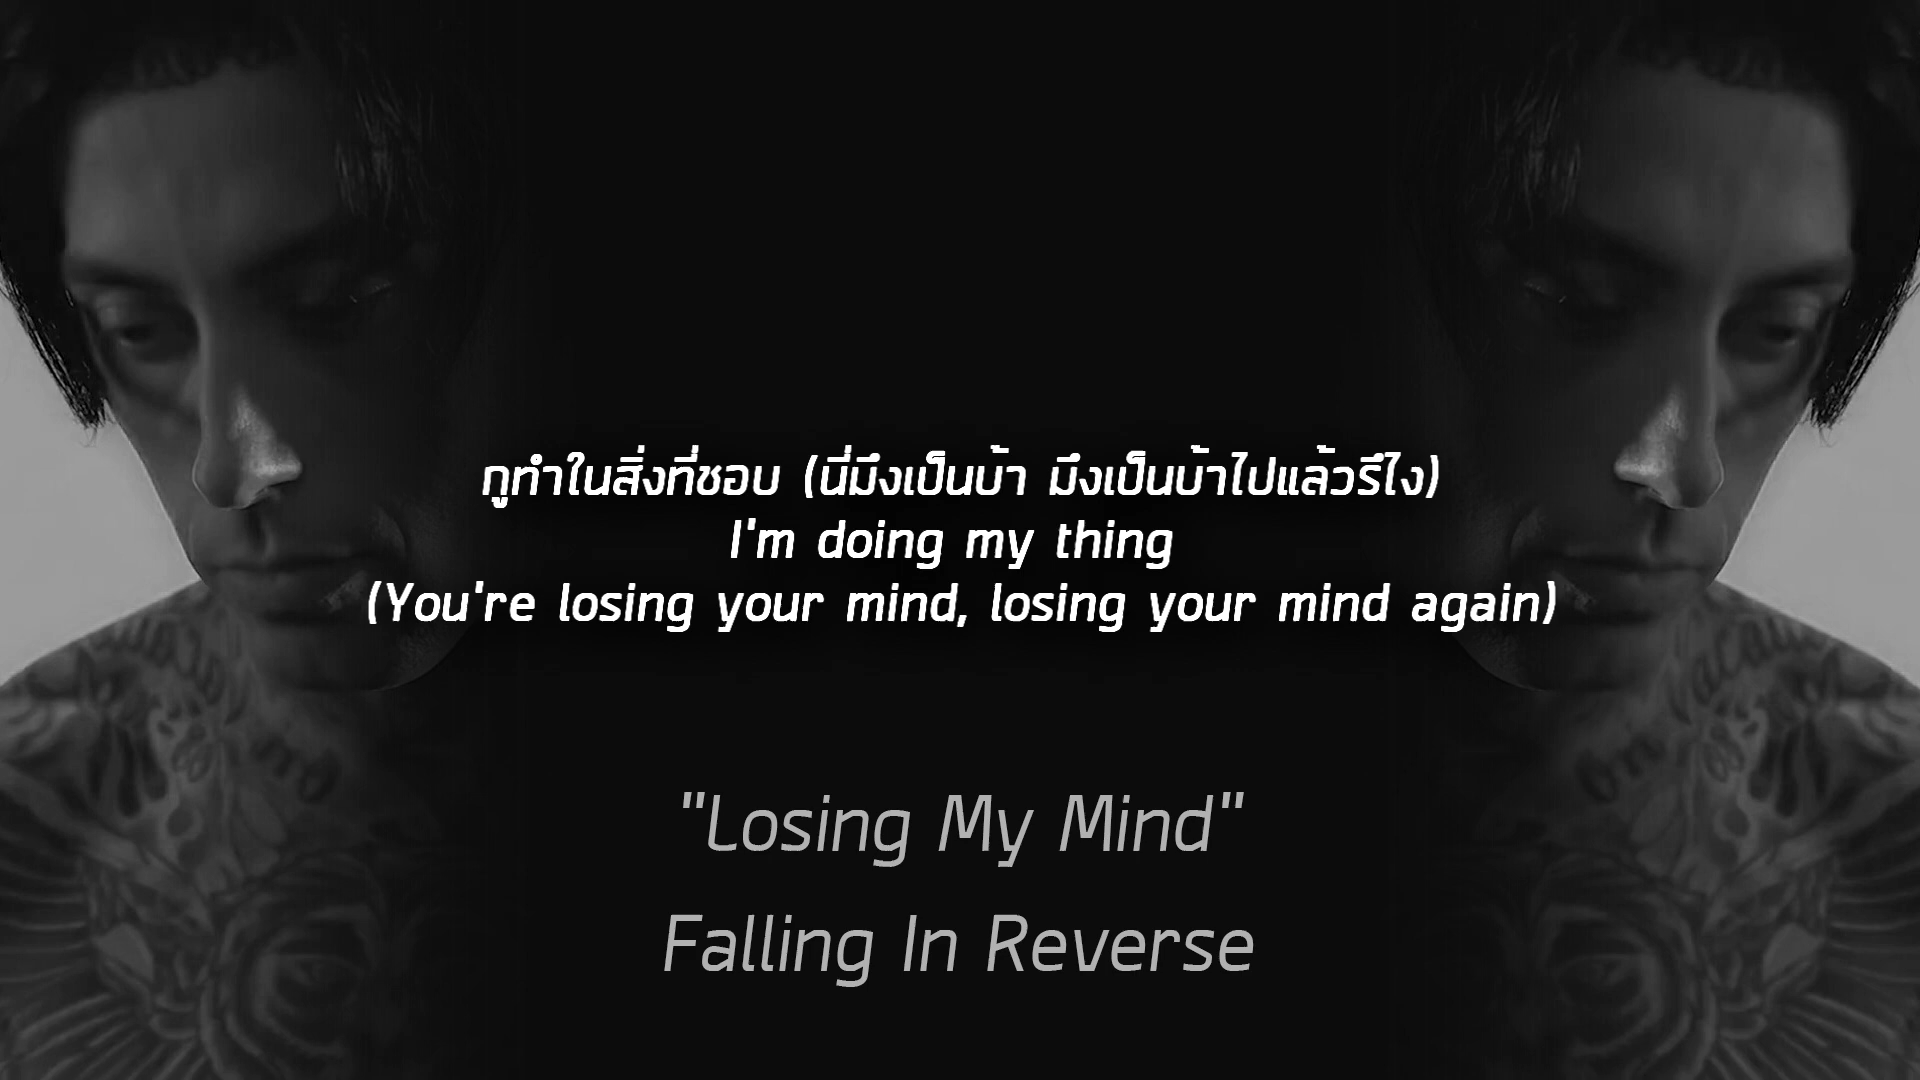 กูทำในสิ่งที่ชอบ (นี่มึงเป็นบ้า มึงเป็นบ้าไปแล้วรึไง)
I'm doing my thing
(You're losing your mind, losing your mind again)
"Losing My Mind"
Falling In Reverse